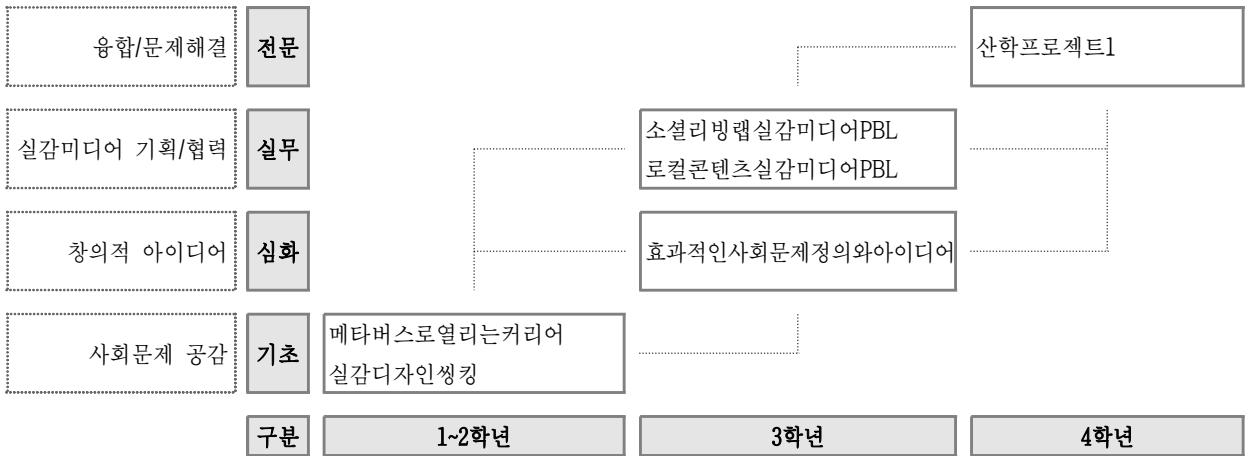 융합/문제해결 전문 산학프로젝트1
실감미디어 기획/협력 실무 소셜리빙랩실감미디어PBL
로컬콘텐츠실감미디어PBL
창의적 아이디어 심화 효과적인사회문제정의와아이디어
사회문제 공감 기초 메타버스로열리는커리어
실감디자인씽킹
구분 1~2학년 3학년 4학년